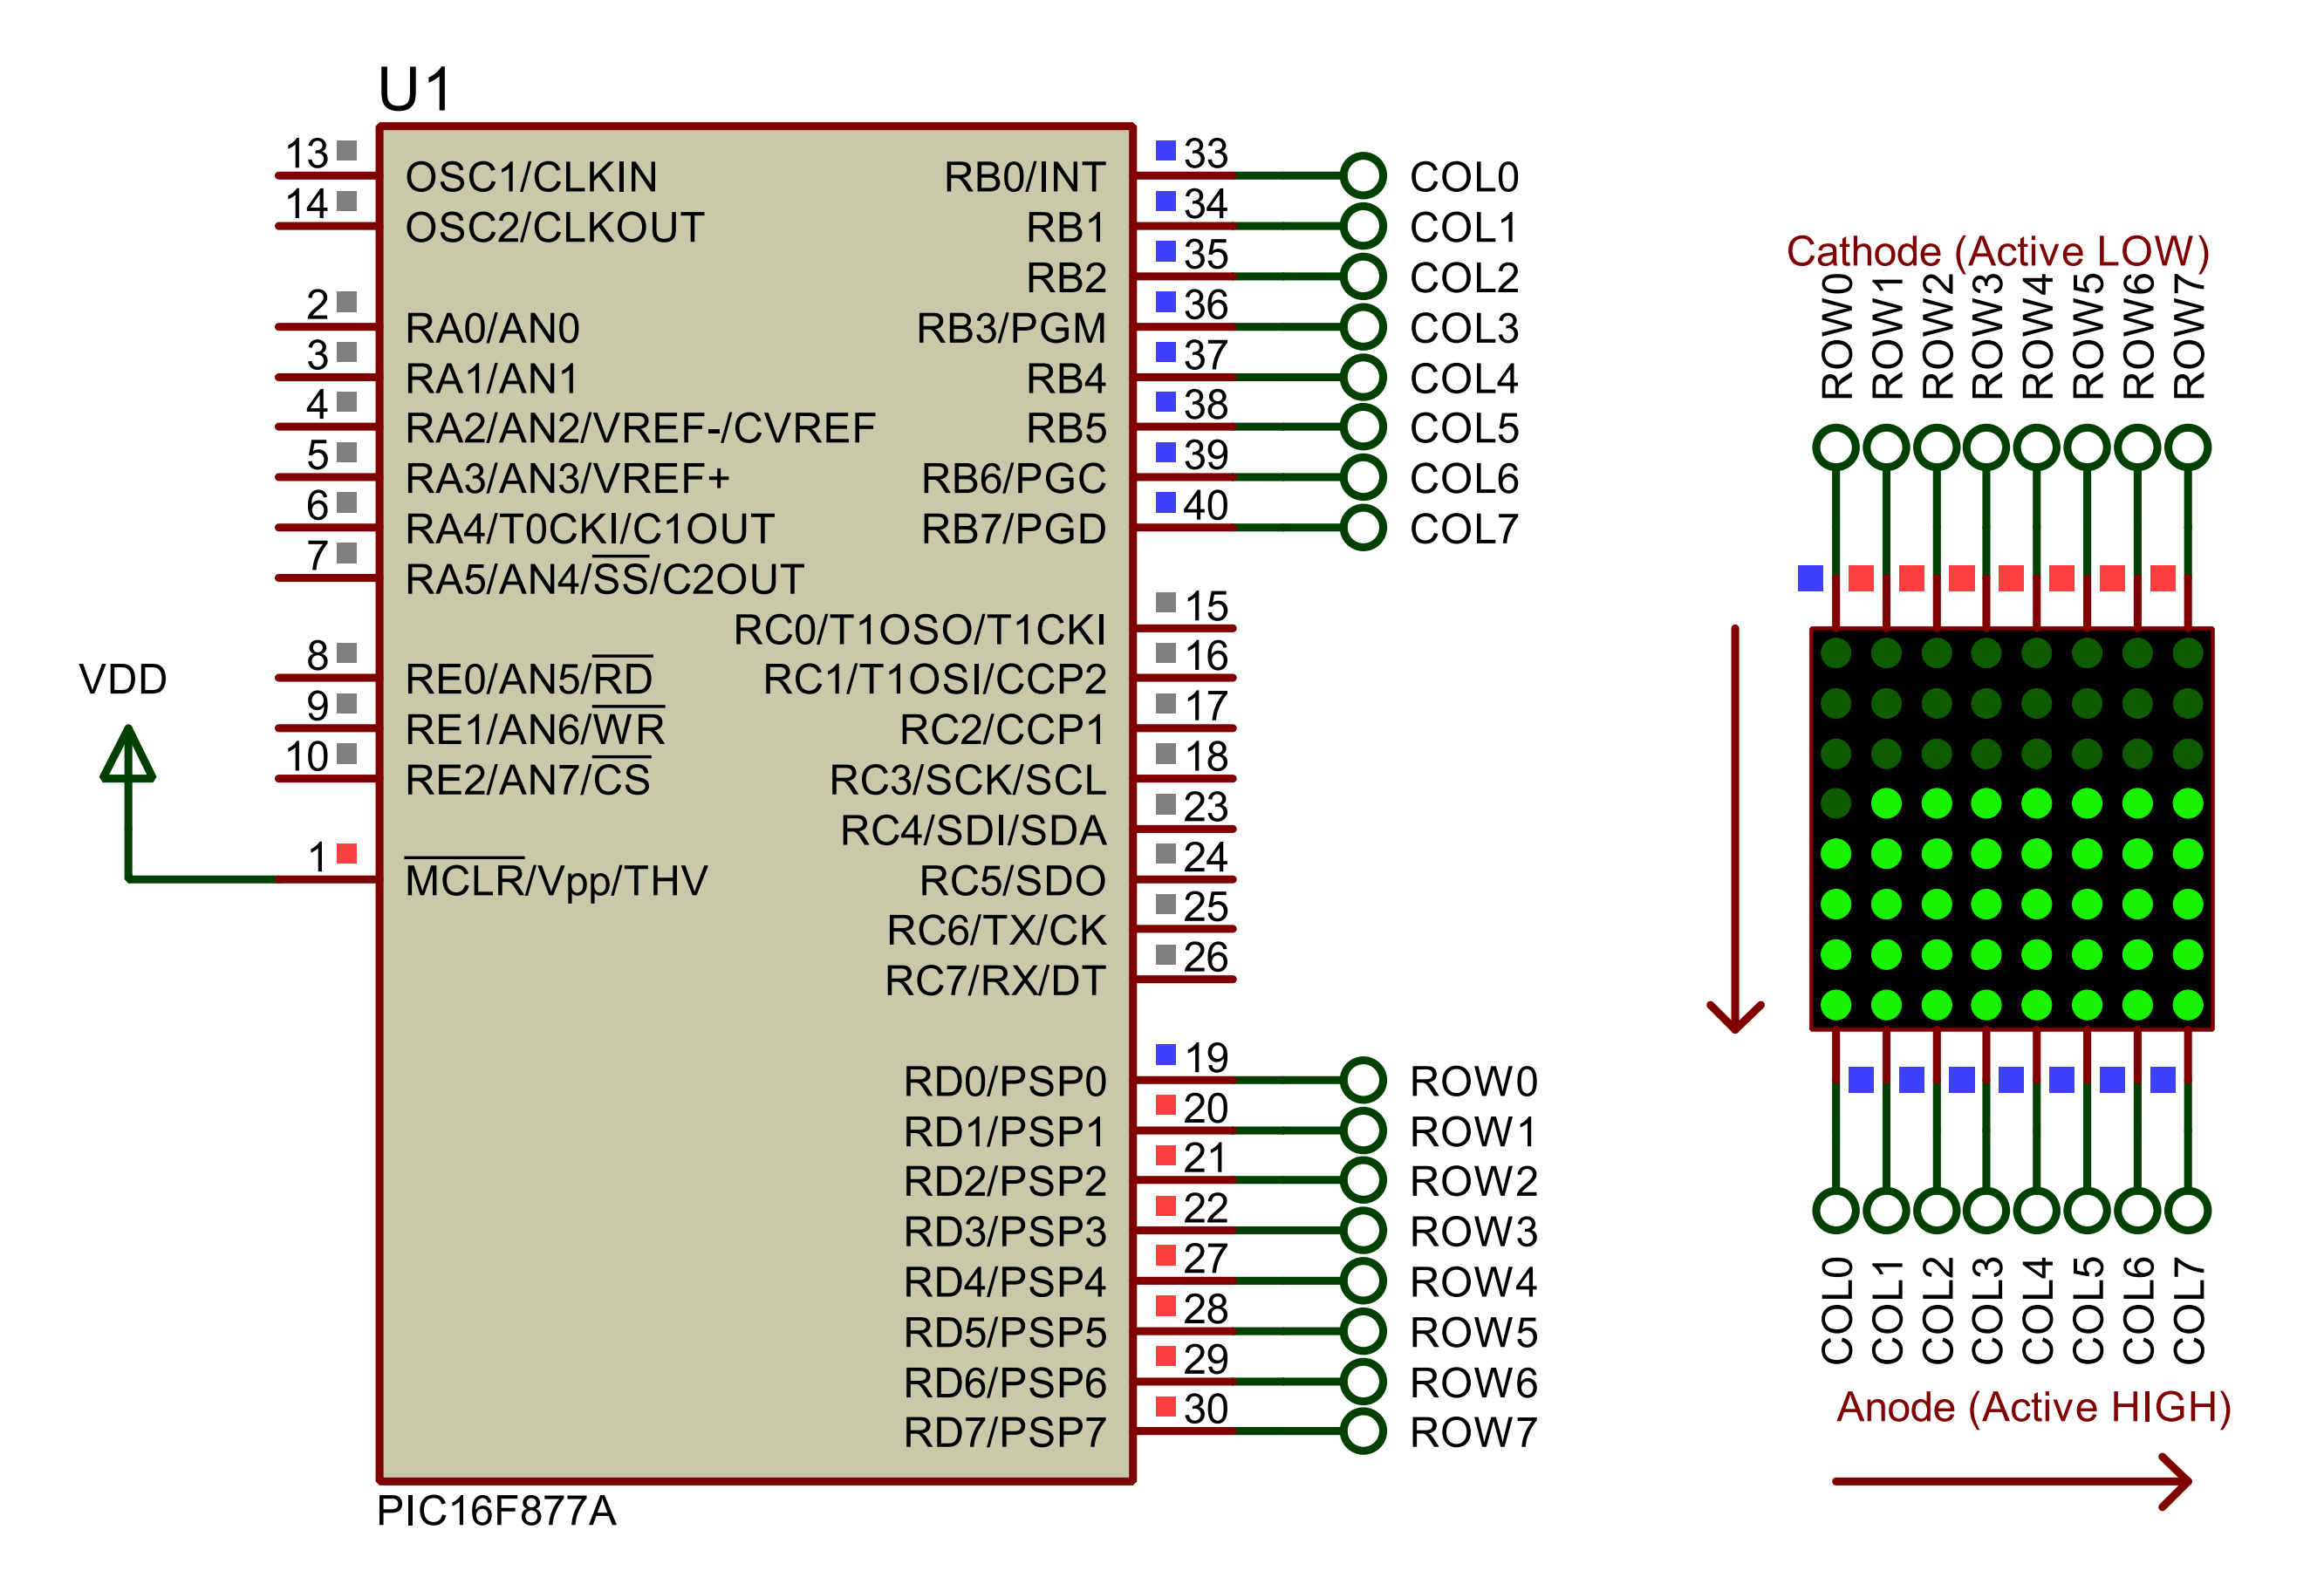 U1
13
OSC1/CLKIN
14
OSC2/CLKOUT
2
RA0/AN0
3
RA1/AN1
4
RA2/AN2/VREF-/CVREF
5
RA3/AN3/VREF+
6
RA4/T0CKI/C1OUT
7
RA5/AN4/SS/C2OUT
8
RE0/AN5/RD
9
RE1/AN6/WR
10
RE2/AN7/CS
VDD
1
MCLR/Vpp/THV
RB0/INT 33 COL0
RB1 34 COL1
RB2 35 COL2
RB3/PGM 36 COL3
RB4 37 COL4
RB5 38 COL5
RB6/PGC 39 COL6
RB7/PGD 40 COL7
RC0/T1OSO/T1CKI 15
RC1/T1OSI/CCP2 16
RC2/CCP1 17
RC3/SCK/SCL 18
RC4/SDI/SDA 23
RC5/SDO 24
RC6/TX/CK 25
RC7/RX/DT 26
RD0/PSP0 19 ROW0
RD1/PSP1 20 ROW1
RD2/PSP2 21 ROW2
RD3/PSP3 22 ROW3
RD4/PSP4 27 ROW4
RD5/PSP5 28 ROW5
RD6/PSP6 29 ROW6
RD7/PSP7 30 ROW7
PIC16F877A
Cathode (Active LOW)
ROW0
ROW1
ROW2
ROW3
ROW4
ROW5
ROW6
ROW7
COL0
COL1
COL2
COL3
COL4
COL5
COL6
COL7
Anode (Active HIGH)